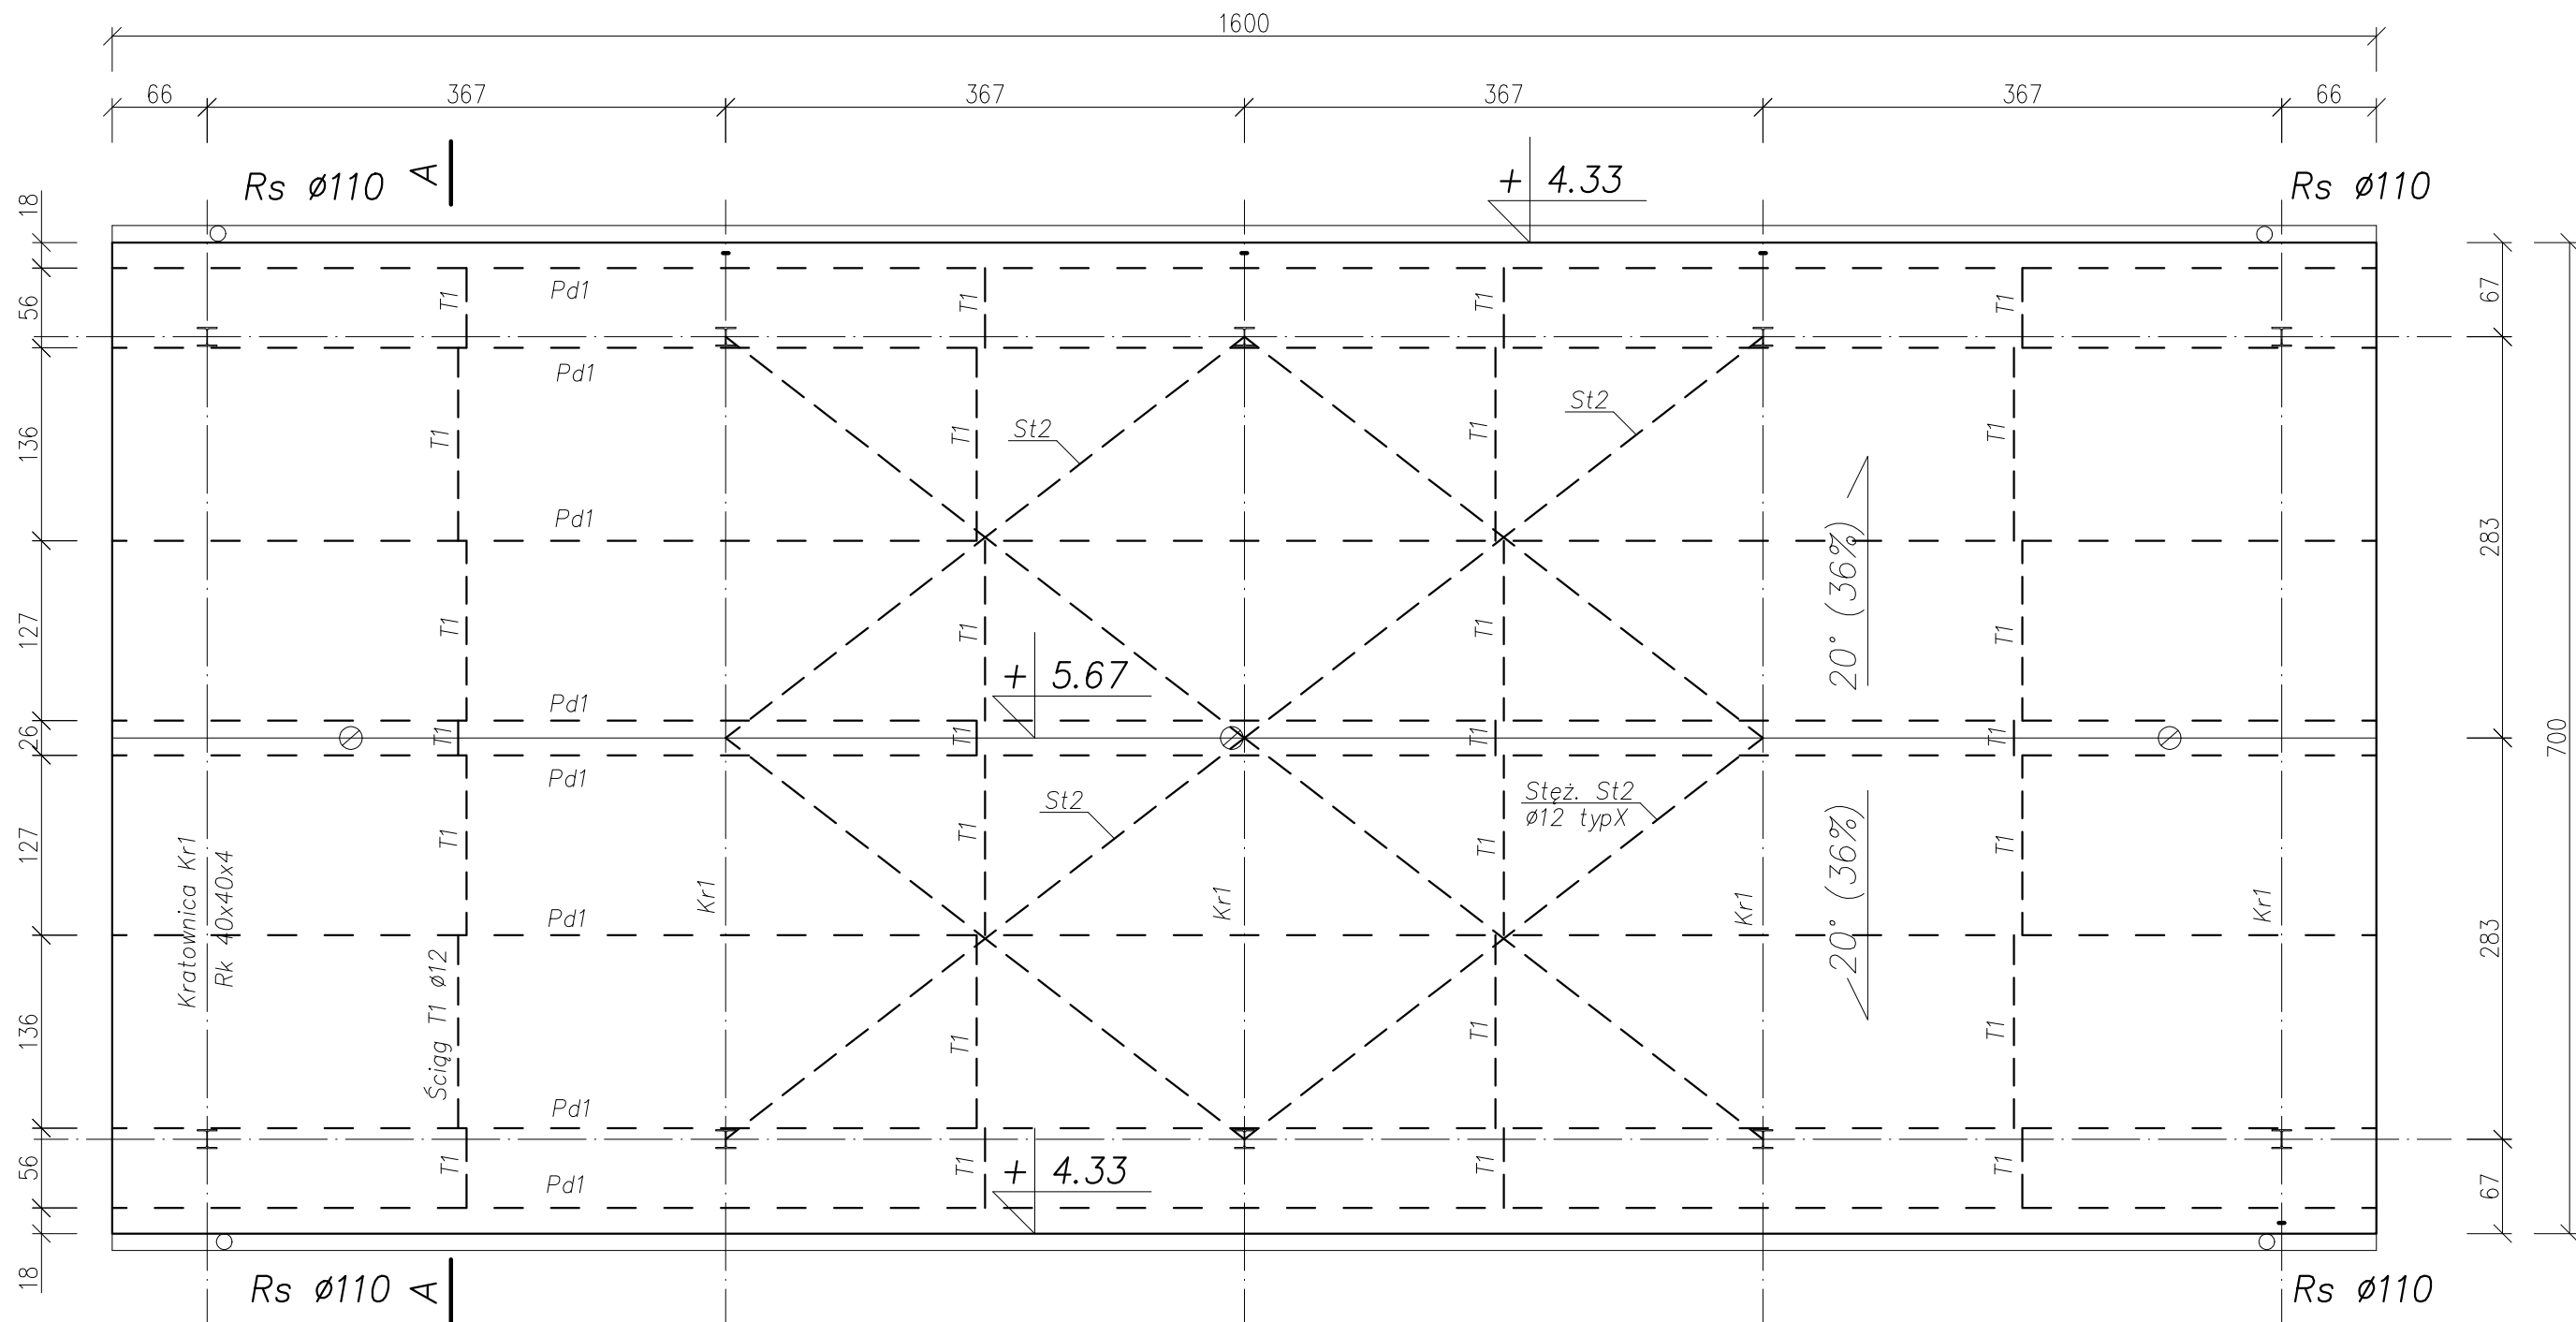 1600
66 367 367 367 367 66
Rs ø110 A + 4.33 Rs ø110
18
56 Pd1 T1 T1 T1 T1 67
Pd1
136 T1 St2 T1 T1 St2 T1
Pd1 283
127 T1 T1 T1 20° (36%) T1
+ 5.67
Pd1
26 T1 T1 T1 T1 700
Pd1
St2 Stęż. St2
ø12 typX
127 T1 T1 T1 20° (36%) T1
Kratownica Kr1
Rk 40x40x4
Kr1 Kr1 Kr1 Kr1
Pd1 283
Ściąg T1 ø12
136 T1 T1 T1
Pd1
56 T1 T1 + 4.33 T1 T1 67
Pd1
18
Rs ø110 A Rs ø110